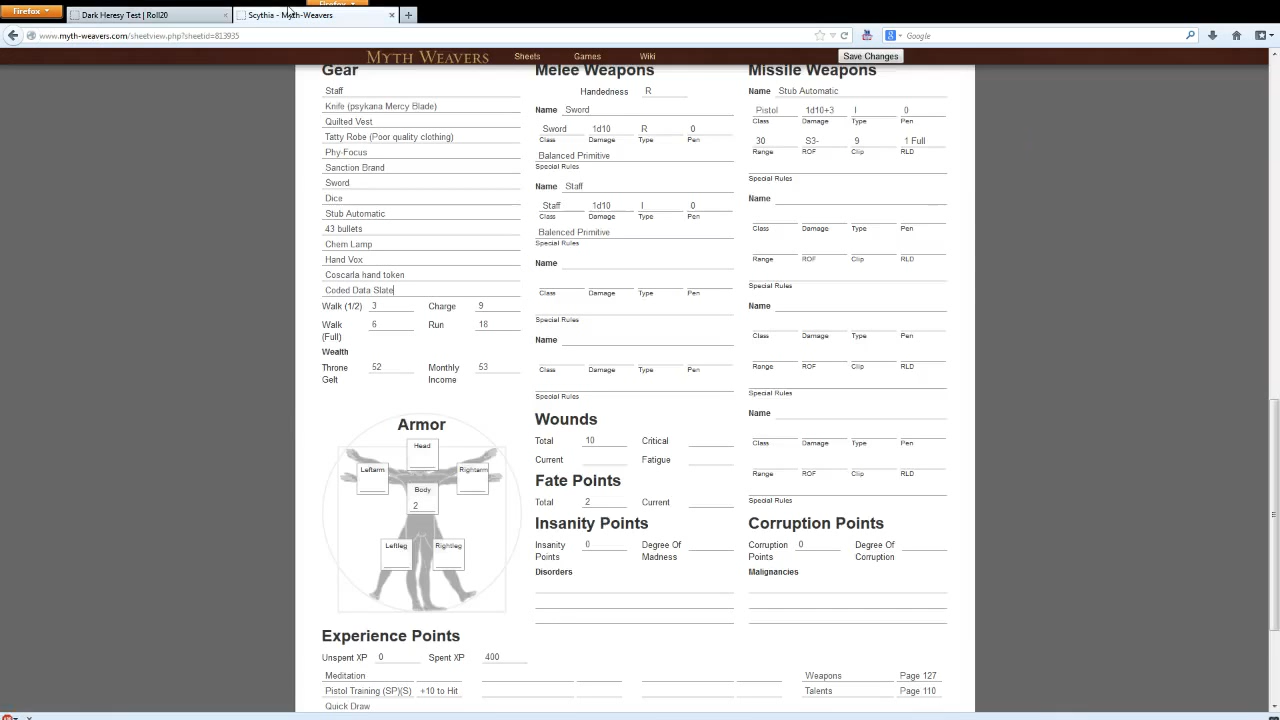 Firefox
Firefox
Dark Heresy Test | Roll20
Scythia - Myth-Weavers
www.myth-weavers.com/sheetview.php?sheetid=813935
Google
MYTH WEAVERS Sheets Games Wiki Save Changes
Gear
Staff
Knife (psykana Mercy Blade)
Quilted Vest
Tatty Robe (Poor quality clothing)
Phy-Focus
Sanction Brand
Sword
Dice
Stub Automatic
43 bullets
Chem Lamp
Hand Vox
Coscarla hand token
Coded Data Slate
Walk (1/2) 3 Charge 9
Walk (Full) 6 Run 18
Wealth
Throne Gelt 52 Monthly Income 53
Armor
Head
Leftarm
Rightarm
Body
2
Leftleg
Rightleg
Melee Weapons
Handedness R
Name Sword
Sword 1d10 R 0
Class Damage Type Pen
Balanced Primitive
Special Rules
Name Staff
Staff 1d10 I 0
Class Damage Type Pen
Balenced Primitive
Special Rules
Name
Class Damage Type Pen
Special Rules
Name
Class Damage Type Pen
Special Rules
Wounds
Total 10 Critical
Current Fatigue
Fate Points
Total 2 Current
Insanity Points
Insanity Points 0 Degree Of Madness
Disorders
Missile Weapons
Name Stub Automatic
Pistol 1d10+3 I 0
Class Damage Type Pen
30 S3- 9 1 Full
Range ROF Clip RLD
Special Rules
Name
Class Damage Type Pen
Range ROF Clip RLD
Special Rules
Name
Class Damage Type Pen
Range ROF Clip RLD
Special Rules
Name
Class Damage Type Pen
Range ROF Clip RLD
Special Rules
Corruption Points
Corruption Points 0 Degree Of Corruption
Malignancies
Experience Points
Unspent XP 0 Spent XP 400
Meditation
Pistol Training (SP)(S) +10 to Hit
Quick Draw
Weapons Page 127
Talents Page 110